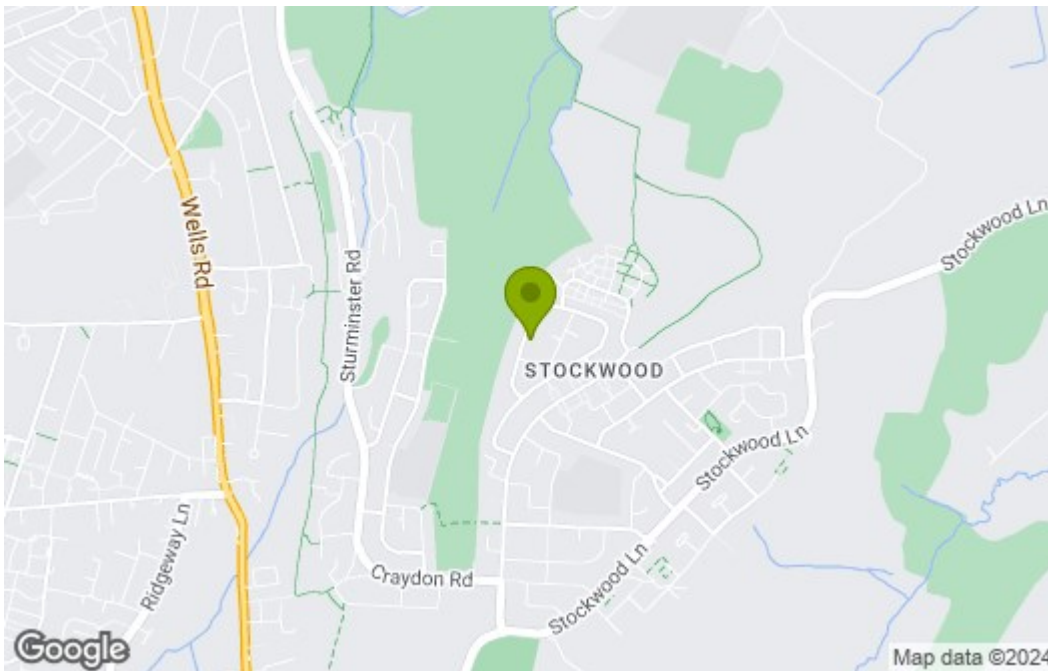 Wells Rd
Sturminster Rd
Stockwood Ln
STOCKWOOD
Stockwood Ln
Ridgeway Ln
Craydon Rd
Stockwood Ln
Google
Map data ©2024